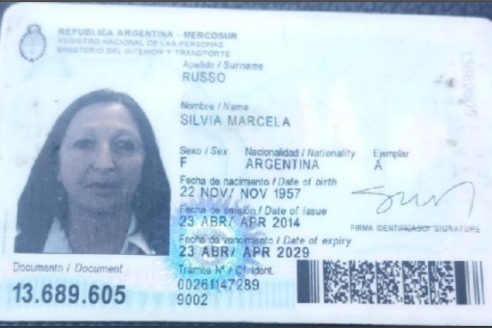 REPUBLICA ARGENTINA - MERCOSUR
REGISTRO NACIONAL DE LAS PERSONAS
MINISTERIO DEL INTERIOR Y TRANSPORTE
Apellido / Surname
RUSSO
Nombre / Name
SILVIA MARCELA
Sexo / Sex Nacionalidad / Nationality Ejemplar
F ARGENTINA A
Fecha de nacimiento / Date of birth
22 NOV/ NOV 1957
Fecha de emisión / Date of issue
23 ABR/ APR 2014
FIRMA IDENTIFICADO/ SIGNATURE
Fecha de vencimiento / Date of expiry
23 ABR/ APR 2029
Documento / Document
Trámite Nº / Of. ident.
13.689.605
00261147289
9002